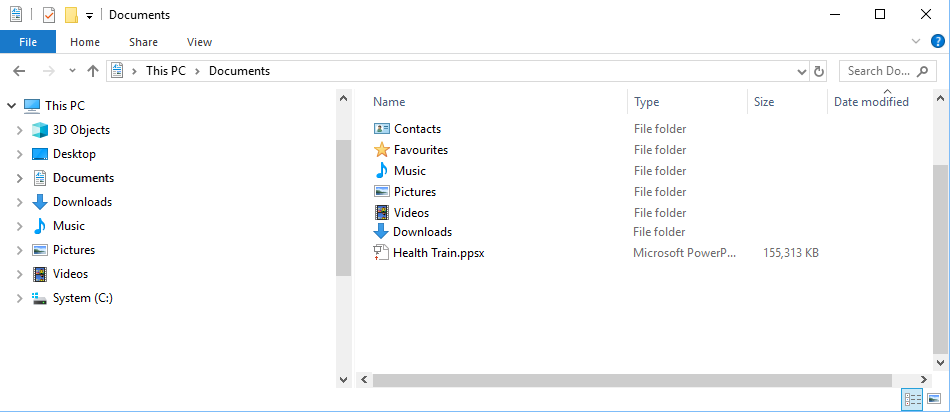 Documents
File Home Share View
This PC Documents Search Do...
This PC
3D Objects
Desktop
Documents
Downloads
Music
Pictures
Videos
System (C:)
Name Type Size Date modified
Contacts File folder
Favourites File folder
Music File folder
Pictures File folder
Videos File folder
Downloads File folder
Health Train.ppsx Microsoft PowerP... 155,313 KB